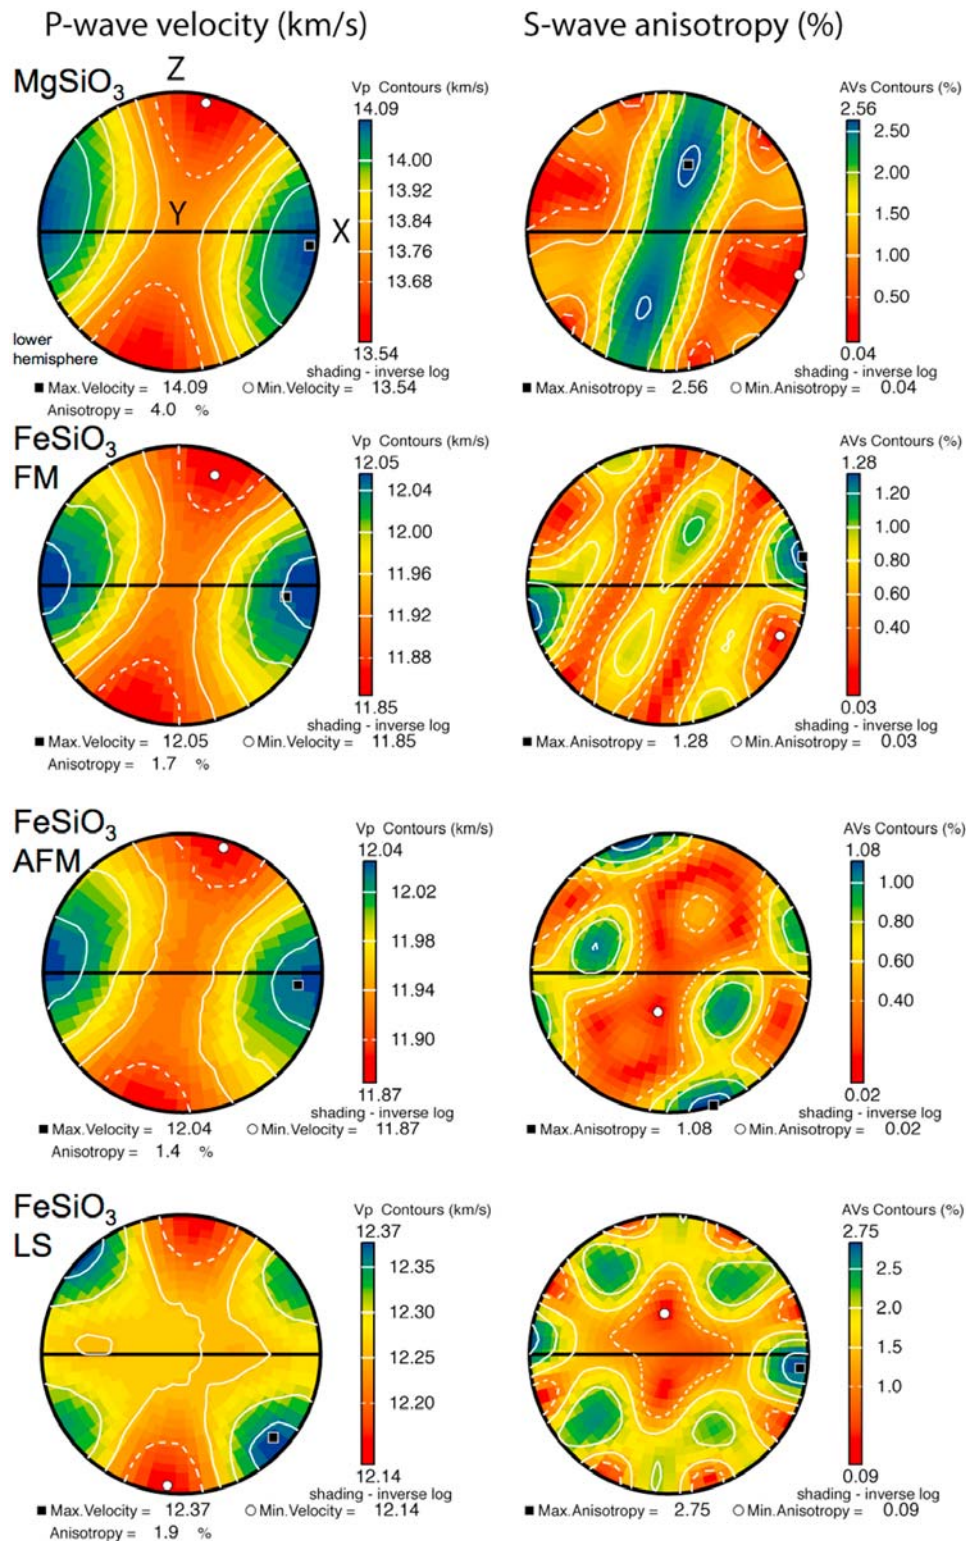 P-wave velocity (km/s)
S-wave anisotropy (%)
MgSiO3
Z
Y
X
lower
hemisphere
Vp Contours (km/s)
14.09
14.00
13.92
13.84
13.76
13.68
13.54
shading - inverse log
Max.Velocity = 14.09 Min.Velocity = 13.54
Anisotropy = 4.0 %
AVs Contours (%)
2.56
2.50
2.00
1.50
1.00
0.50
0.04
shading - inverse log
Max.Anisotropy = 2.56 Min.Anisotropy = 0.04
FeSiO3
FM
Vp Contours (km/s)
12.05
12.04
12.00
11.96
11.92
11.88
11.85
shading - inverse log
Max.Velocity = 12.05 Min.Velocity = 11.85
Anisotropy = 1.7 %
AVs Contours (%)
1.28
1.20
1.00
0.80
0.60
0.40
0.03
shading - inverse log
Max.Anisotropy = 1.28 Min.Anisotropy = 0.03
FeSiO3
AFM
Vp Contours (km/s)
12.04
12.02
11.98
11.94
11.90
11.87
shading - inverse log
Max.Velocity = 12.04 Min.Velocity = 11.87
Anisotropy = 1.4 %
AVs Contours (%)
1.08
1.00
0.80
0.60
0.40
0.02
shading - inverse log
Max.Anisotropy = 1.08 Min.Anisotropy = 0.02
FeSiO3
LS
Vp Contours (km/s)
12.37
12.35
12.30
12.25
12.20
12.14
shading - inverse log
Max.Velocity = 12.37 Min.Velocity = 12.14
Anisotropy = 1.9 %
AVs Contours (%)
2.75
2.5
2.0
1.5
1.0
0.09
shading - inverse log
Max.Anisotropy = 2.75 Min.Anisotropy = 0.09